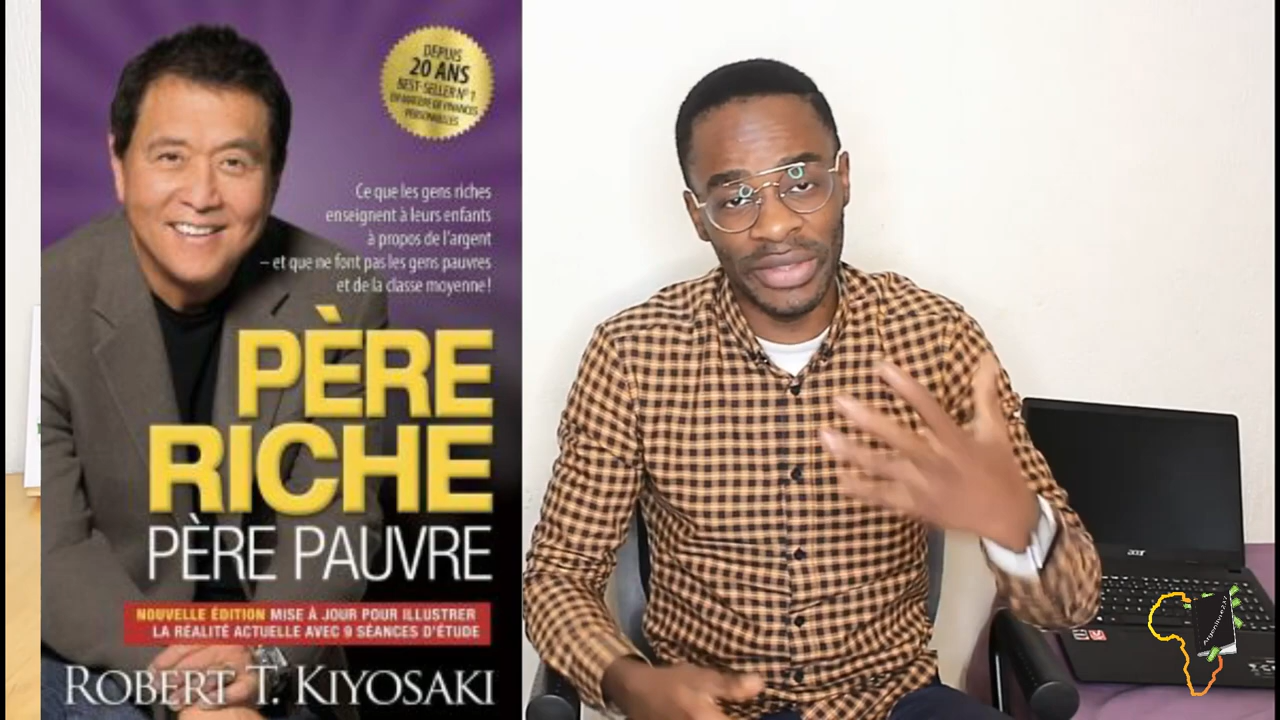 DEPUIS
20 ANS
BEST-SELLER N° 1
EN MATIÈRE DE FINANCES
PERSONNELLES
Ce que les gens riches
enseignent à leurs enfants
à propos de l'argent
– et que ne font pas les gens pauvres
et de la classe moyenne!
PÈRE
RICHE
PÈRE PAUVRE
NOUVELLE ÉDITION MISE À JOUR POUR ILLUSTRER
LA RÉALITÉ ACTUELLE AVEC 9 SÉANCES D'ÉTUDE
ROBERT T. KIYOSAKI
acer